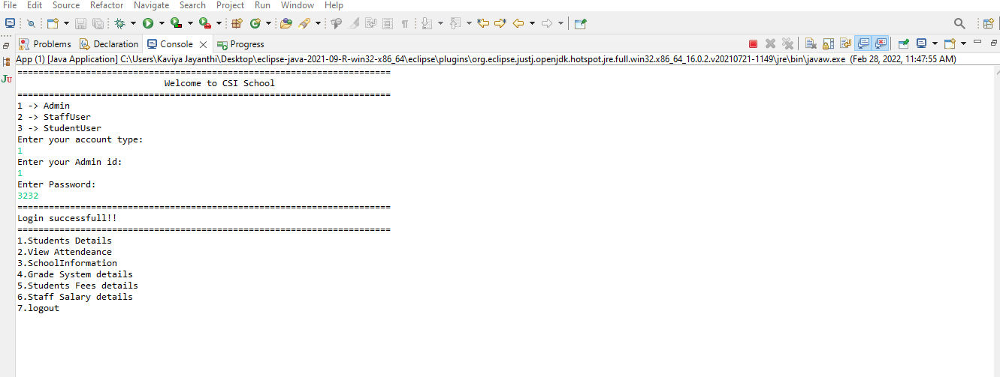 File Edit Source Refactor Navigate Search Project Run Window Help
Problems Declaration Console Progress
App (1) [Java Application] C:\Users\Kaviya Jayanthi\Desktop\eclipse-java-2021-09-R-win32-x86_64\eclipse\plugins\org.eclipse.justj.openjdk.hotspot.jre.full.win32.x86_64_16.0.2.v20210721-1149\jre\bin\javaw.exe (Feb 28, 2022, 11:47:55 AM)
=======================================================================
Welcome to CSI School
=======================================================================
1 -> Admin
2 -> StaffUser
3 -> StudentUser
Enter your account type:
1
Enter your Admin id:
1
Enter Password:
3232
=======================================================================
Login successfull!!
=======================================================================
1.Students Details
2.View Attendeance
3.SchoolInformation
4.Grade System details
5.Students Fees details
6.Staff Salary details
7.logout